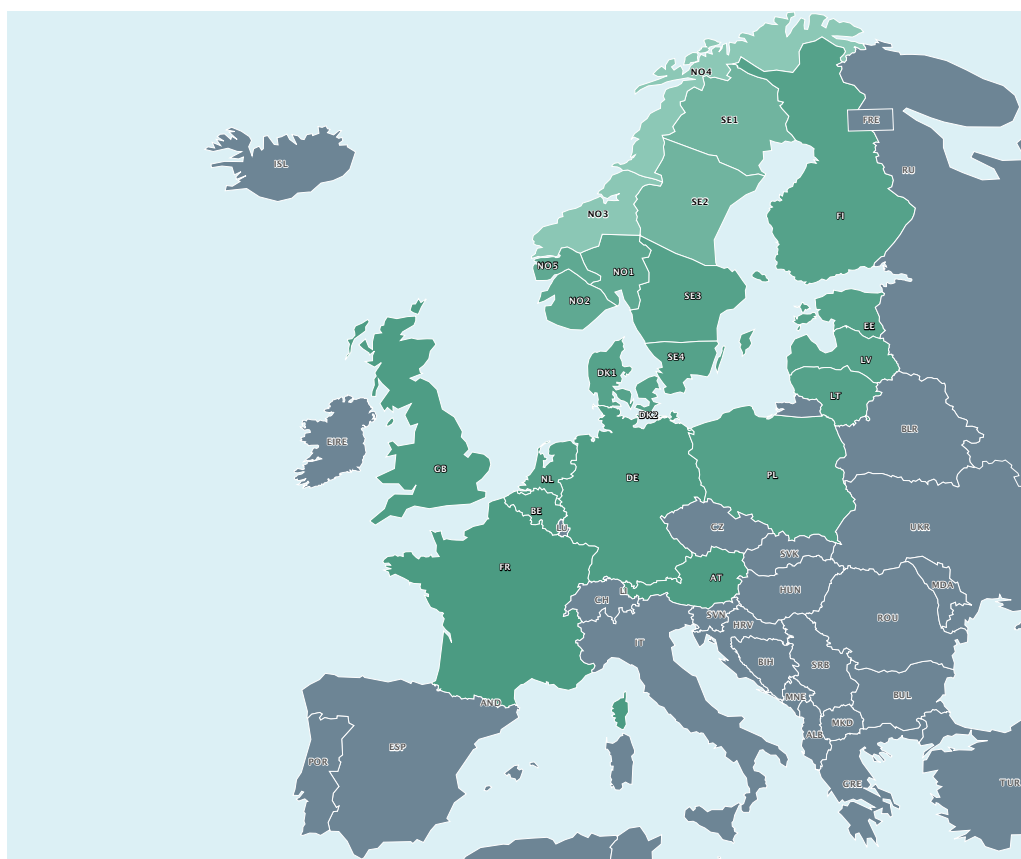 NO4
SE1
FRE
ISL
RU
SE2
NO3
FI
NO5
NO1
NO2
SE3
EE
SE4
LV
DK1
LT
DK2
BLR
EIRE
GB
NL
DE
PL
BE
LU
CZ
UKR
SVK
FR
AT
MDA
LI
HUN
CH
SVN
ROU
HRV
IT
BIH
SRB
MNE
BUL
AND
MKD
ALB
ESP
POR
GRE
TUR